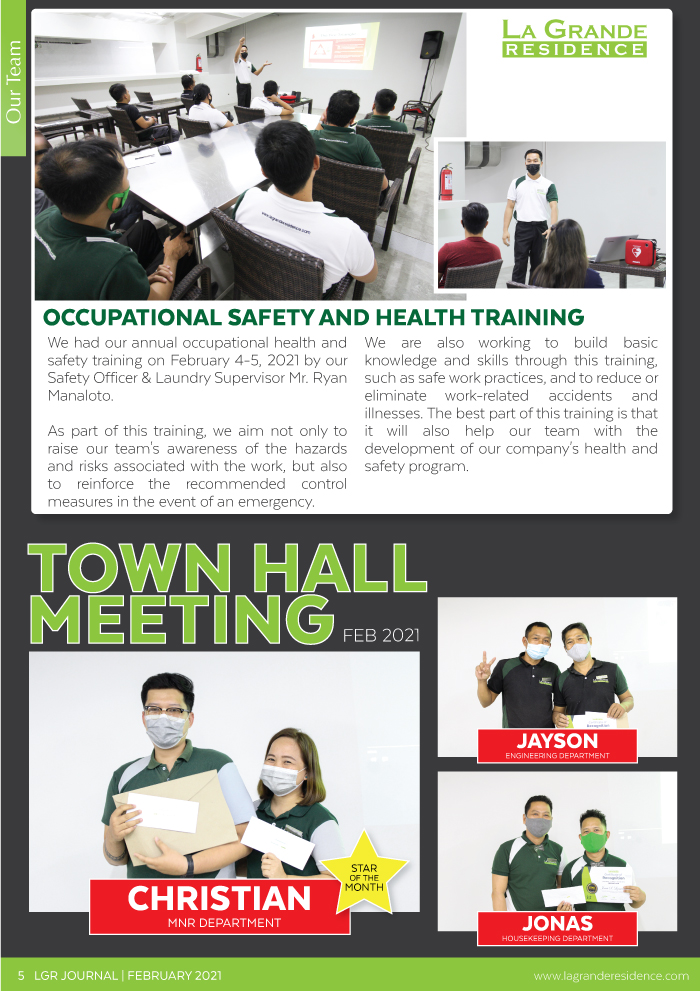 Our Team
LA GRANDE
RESIDENCE
www.lagranderesidence.com
OCCUPATIONAL SAFETY AND HEALTH TRAINING
We had our annual occupational health and
safety training on February 4-5, 2021 by our
Safety Officer & Laundry Supervisor Mr. Ryan
Manaloto.
As part of this training, we aim not only to
raise our team's awareness of the hazards
and risks associated with the work, but also
to reinforce the recommended control
measures in the event of an emergency.
We are also working to build basic
knowledge and skills through this training,
such as safe work practices, and to reduce or
eliminate work-related accidents and
illnesses. The best part of this training is that
it will also help our team with the
development of our company's health and
safety program.
TOWN HALL
MEETING
FEB 2021
Recognition
JAYSON
ENGINEERING DEPARTMENT
STAR
OF THE
MONTH
CHRISTIAN
MNR DEPARTMENT
Recognition
JONAS
HOUSEKEEPING DEPARTMENT
5 LGR JOURNAL | FEBRUARY 2021
www.lagranderesidence.com